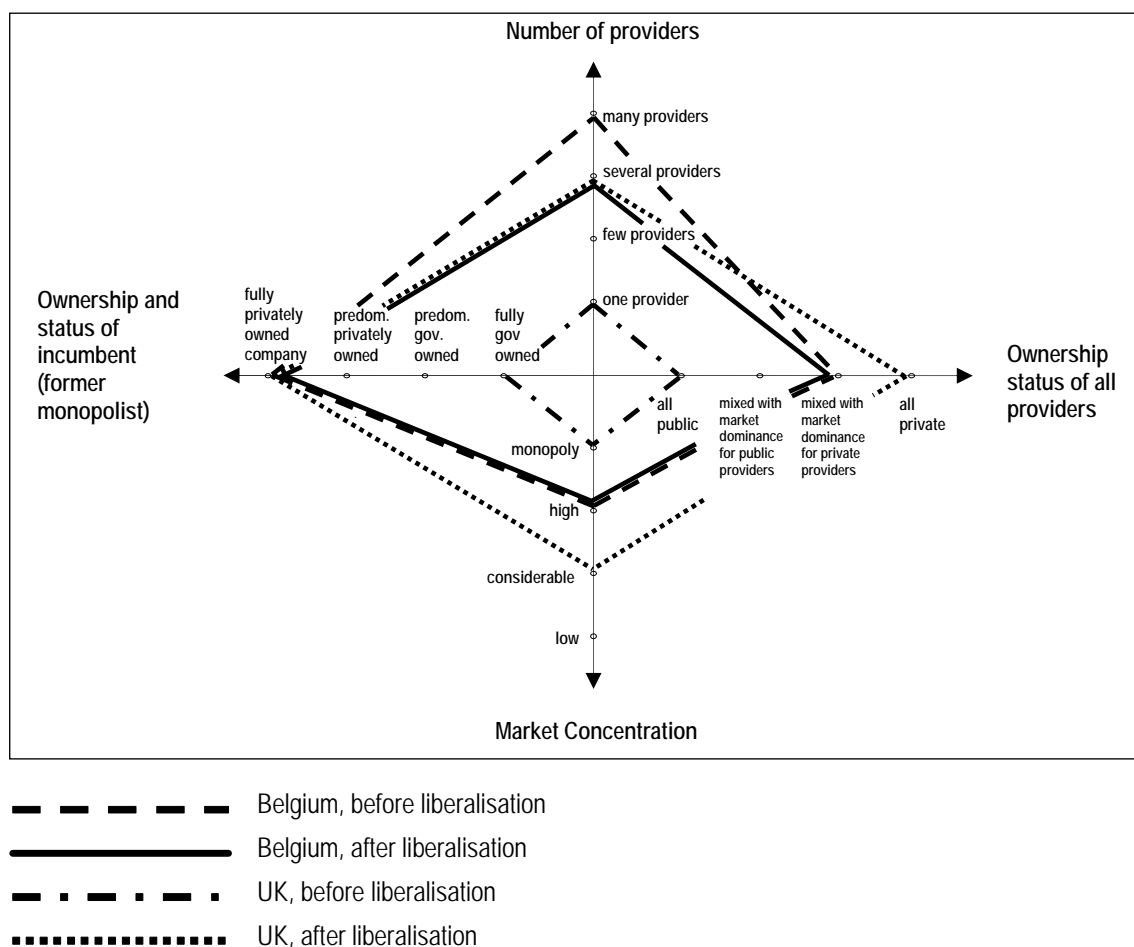 Number of providers
many providers
several providers
few providers
one provider
Ownership and
status of
incumbent
(former
monopolist)
fully
privately
owned
company
predom.
privately
owned
predom.
gov.
owned
fully
gov
owned
Ownership
status of all
providers
all
public
mixed with
market
dominance
for public
providers
mixed with
market
dominance
for private
providers
all
private
monopoly
high
considerable
low
Market Concentration
Belgium, before liberalisation
Belgium, after liberalisation
UK, before liberalisation
UK, after liberalisation